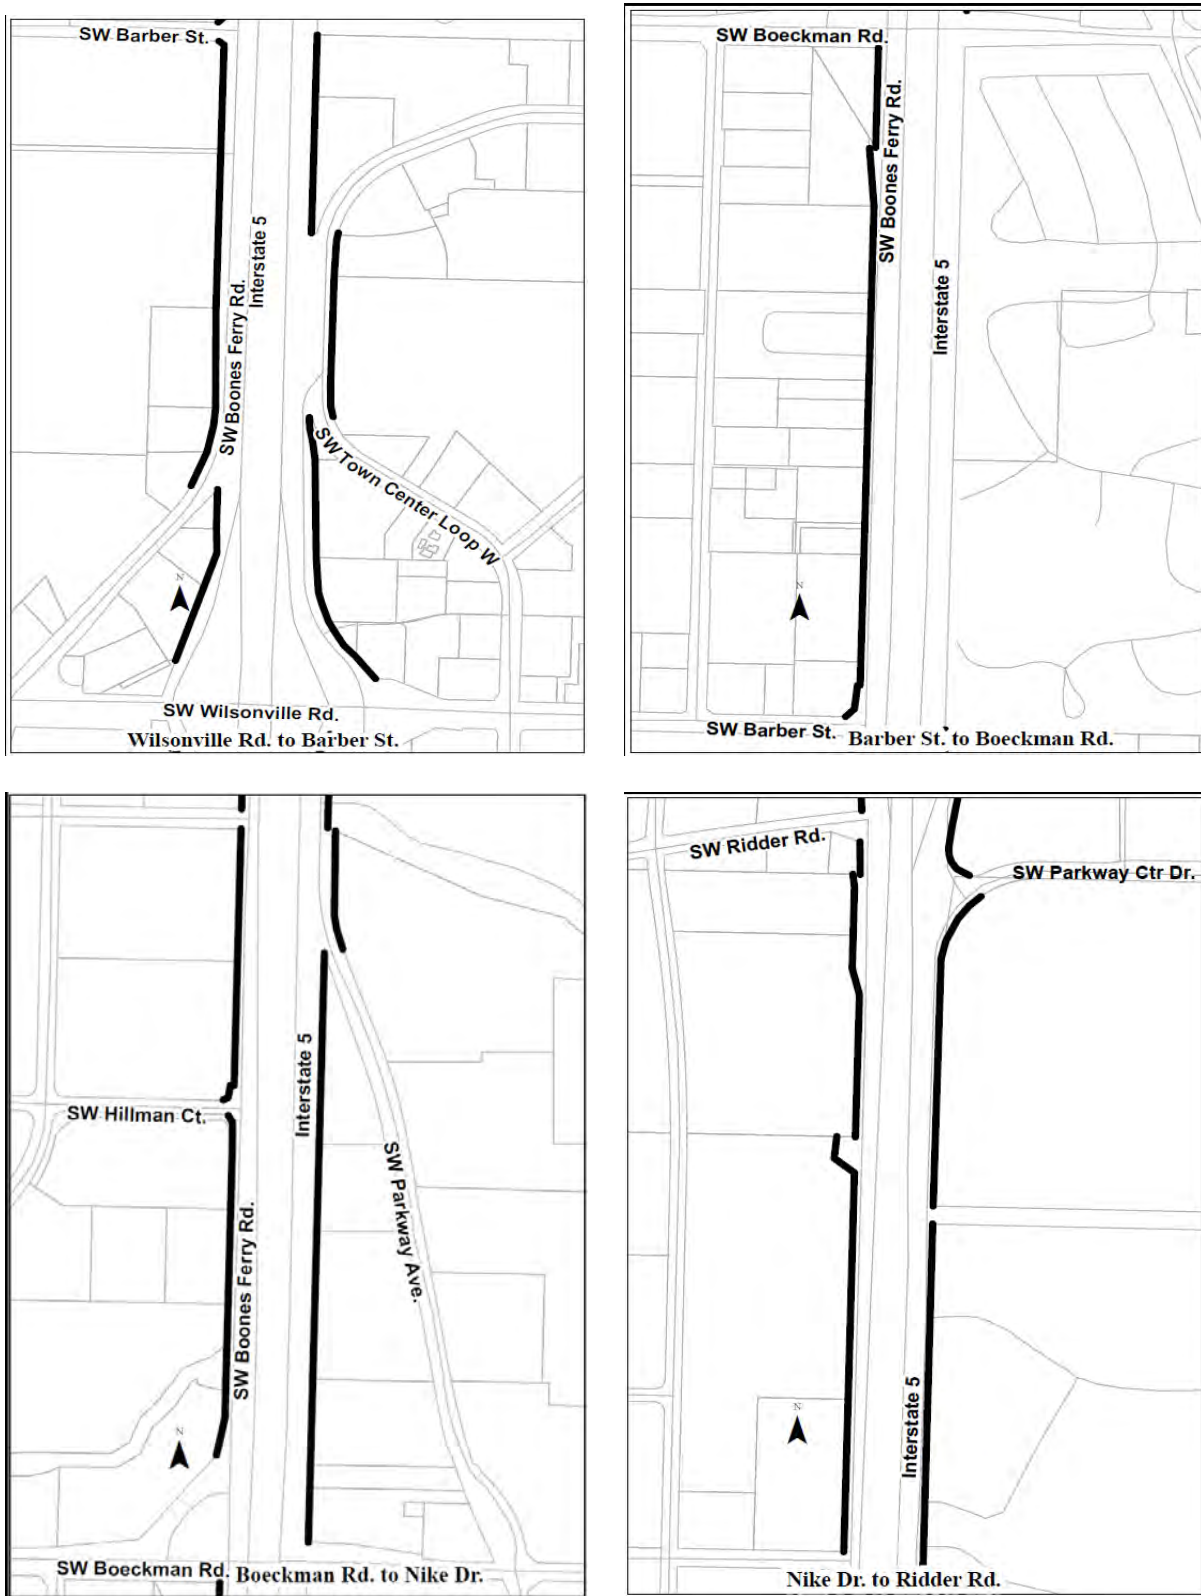 SW Barber St.
Interstate 5
SW Boones Ferry Rd.
SW Town Center Loop W
N
SW Wilsonville Rd.
Wilsonville Rd. to Barber St.
SW Boeckman Rd.
SW Boones Ferry Rd.
Interstate 5
N
SW Barber St.
Barber St. to Boeckman Rd.
Interstate 5
SW Hillman Ct.
SW Parkway Ave.
SW Boones Ferry Rd.
N
SW Boeckman Rd.
Boeckman Rd. to Nike Dr.
SW Ridder Rd.
SW Parkway Ctr Dr.
Interstate 5
N
Nike Dr. to Ridder Rd.